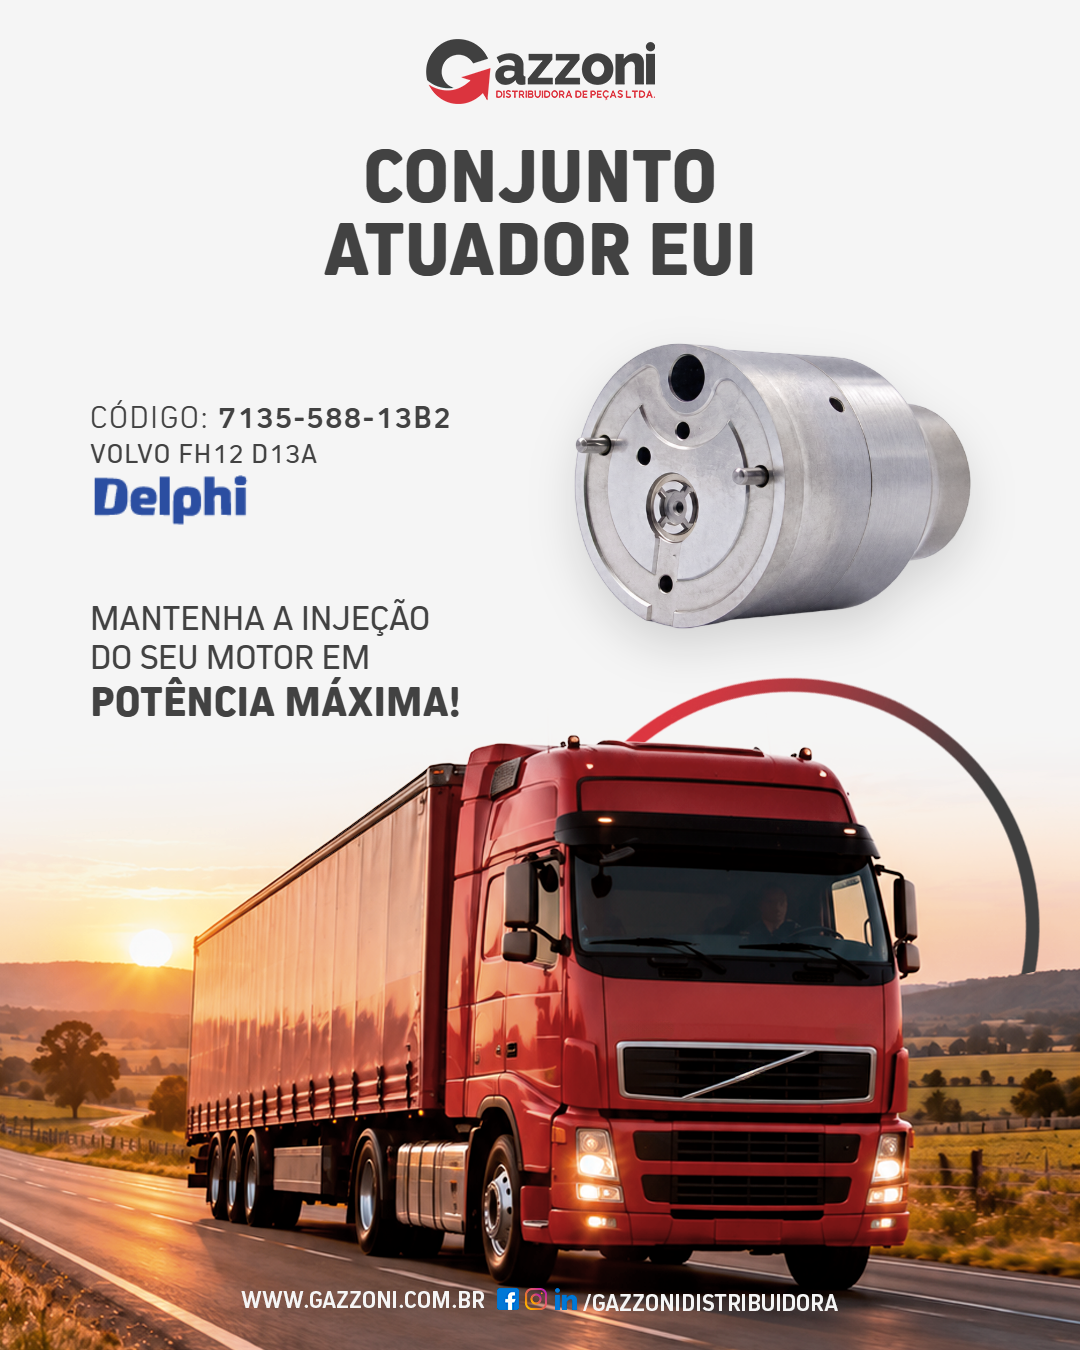 Gazzoni
DISTRIBUIDORA DE PEÇAS LTDA.
CONJUNTO
ATUADOR EUI
CÓDIGO: 7135-588-13B2
VOLVO FH12 D13A
Delphi
MANTENHA A INJEÇÃO
DO SEU MOTOR EM
POTÊNCIA MÁXIMA!
WWW.GAZZONI.COM.BR /GAZZONIDISTRIBUIDORA